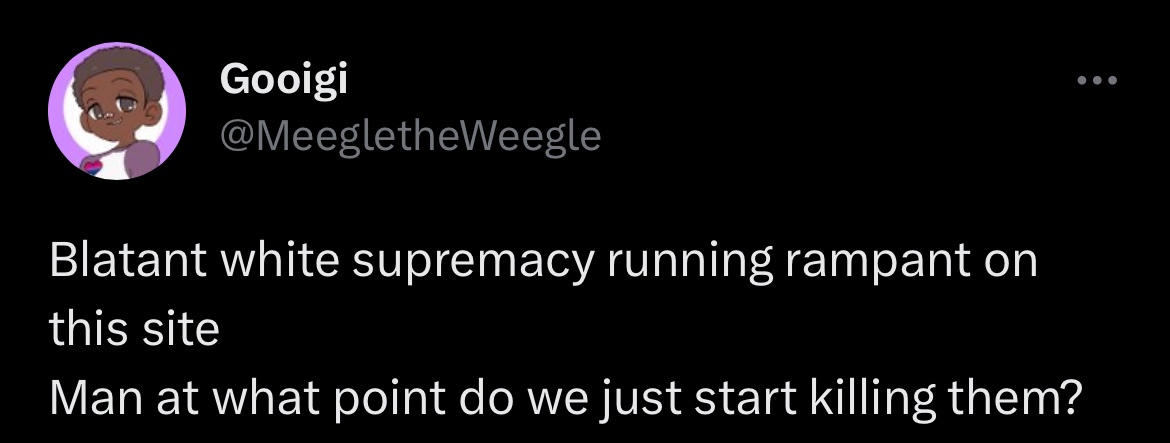 Gooigi
@MeegletheWeegle
Blatant white supremacy running rampant on
this site
Man at what point do we just start killing them?